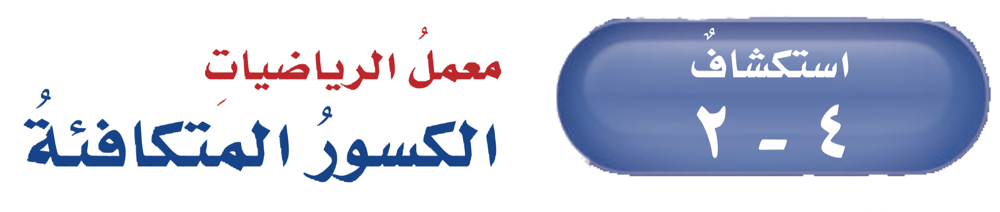 استكشافٌ
٤ - ٢
معملُ الرياضياتِ
الكسورُ المتكافئةُ